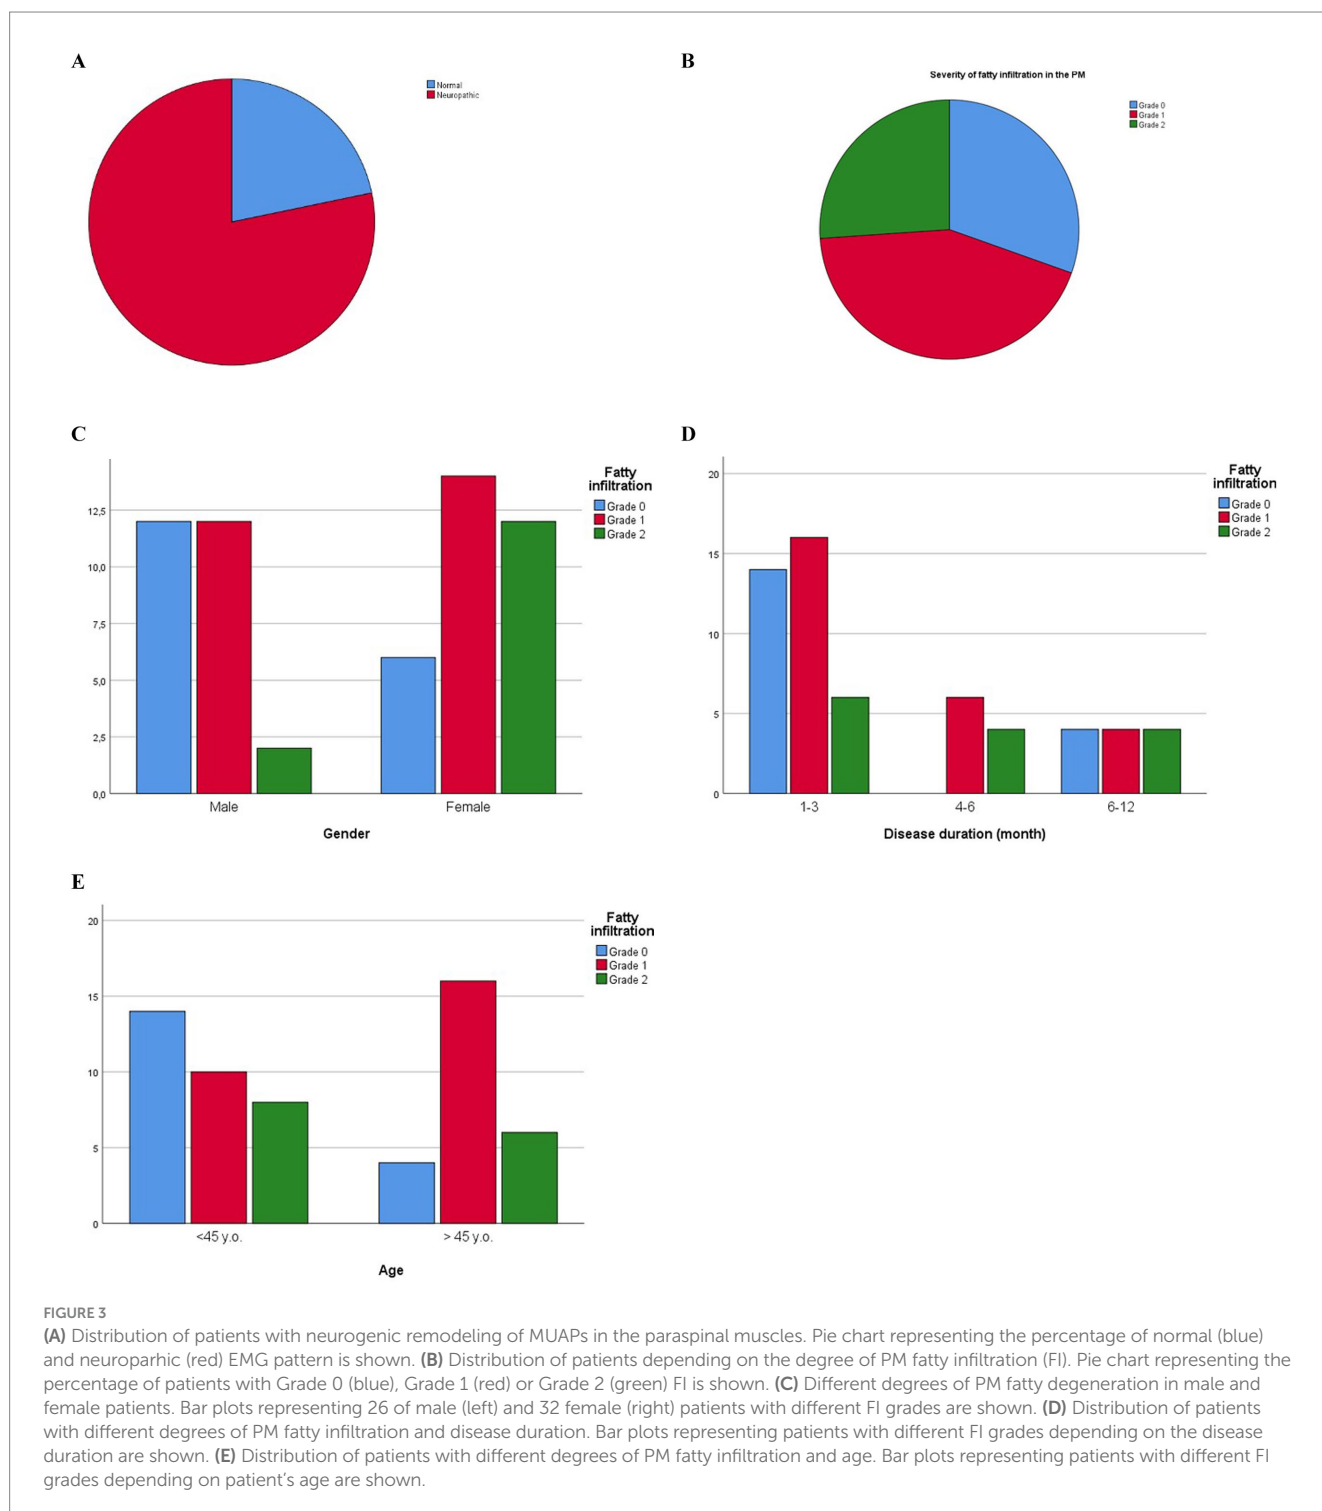 A
Normal
Neuropathic
B
Severity of fatty infiltration in the PM
Grade 0
Grade 1
Grade 2
C
Fatty
infiltration
Grade 0
Grade 1
Grade 2
12,5
10,0
7,5
5,0
2,5
0,0
Male
Female
Gender
D
Fatty
infiltration
Grade 0
Grade 1
Grade 2
20
15
10
5
0
1-3
4-6
6-12
Disease duration (month)
E
Fatty
infiltration
Grade 0
Grade 1
Grade 2
20
15
10
5
0
<45 y.o.
> 45 y.o.
Age
FIGURE 3
(A) Distribution of patients with neurogenic remodeling of MUAPs in the paraspinal muscles. Pie chart representing the percentage of normal (blue)
and neuroparhic (red) EMG pattern is shown. (B) Distribution of patients depending on the degree of PM fatty infiltration (FI). Pie chart representing the
percentage of patients with Grade 0 (blue), Grade 1 (red) or Grade 2 (green) FI is shown. (C) Different degrees of PM fatty degeneration in male and
female patients. Bar plots representing 26 of male (left) and 32 female (right) patients with different FI grades are shown. (D) Distribution of patients
with different degrees of PM fatty infiltration and disease duration. Bar plots representing patients with different FI grades depending on the disease
duration are shown. (E) Distribution of patients with different degrees of PM fatty infiltration and age. Bar plots representing patients with different FI
grades depending on patient's age are shown.